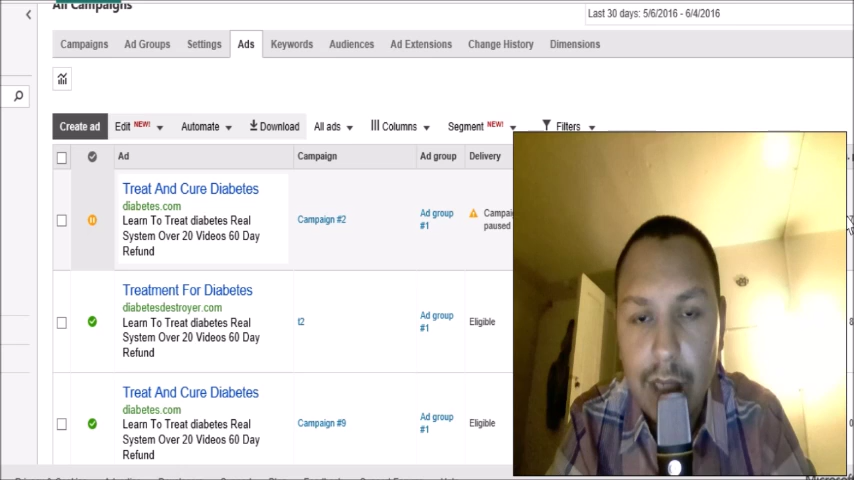 All Campaigns
Last 30 days: 5/6/2016 - 6/4/2016
Campaigns Ad Groups Settings Ads Keywords Audiences Ad Extensions Change History Dimensions
Create ad Edit NEW! Automate Download All ads Columns Segment NEW! Filters
Ad Campaign Ad group Delivery
Treat And Cure Diabetes
diabetes.com
Learn To Treat diabetes Real
System Over 20 Videos 60 Day
Refund
Campaign #2
Ad group
#1
Campai
paused
Treatment For Diabetes
diabetesdestroyer.com
Learn To Treat diabetes Real
System Over 20 Videos 60 Day
Refund
t2
Ad group
#1
Eligible
Treat And Cure Diabetes
diabetes.com
Learn To Treat diabetes Real
System Over 20 Videos 60 Day
Refund
Campaign #9
Ad group
#1
Eligible